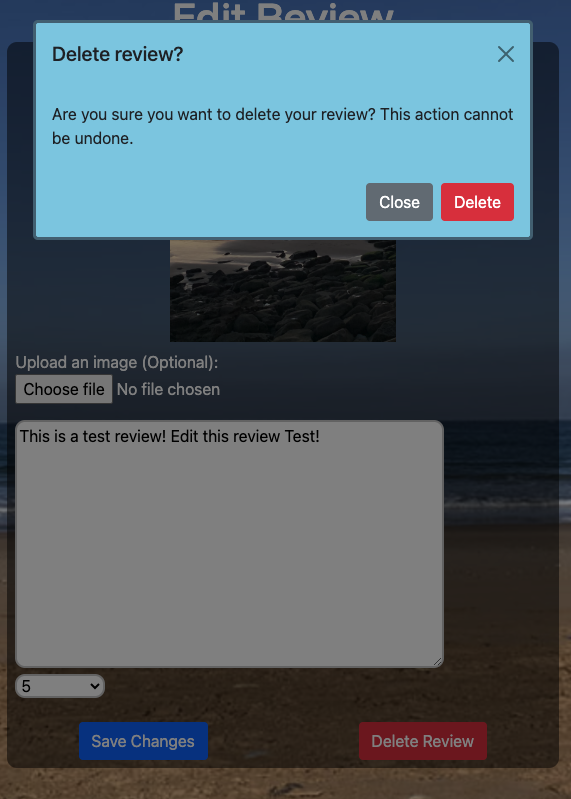 Edit Review
Delete review?
Are you sure you want to delete your review? This action cannot
be undone.
Close Delete
Upload an image (Optional):
Choose file No file chosen
This is a test review! Edit this review Test!
5
Save Changes Delete Review